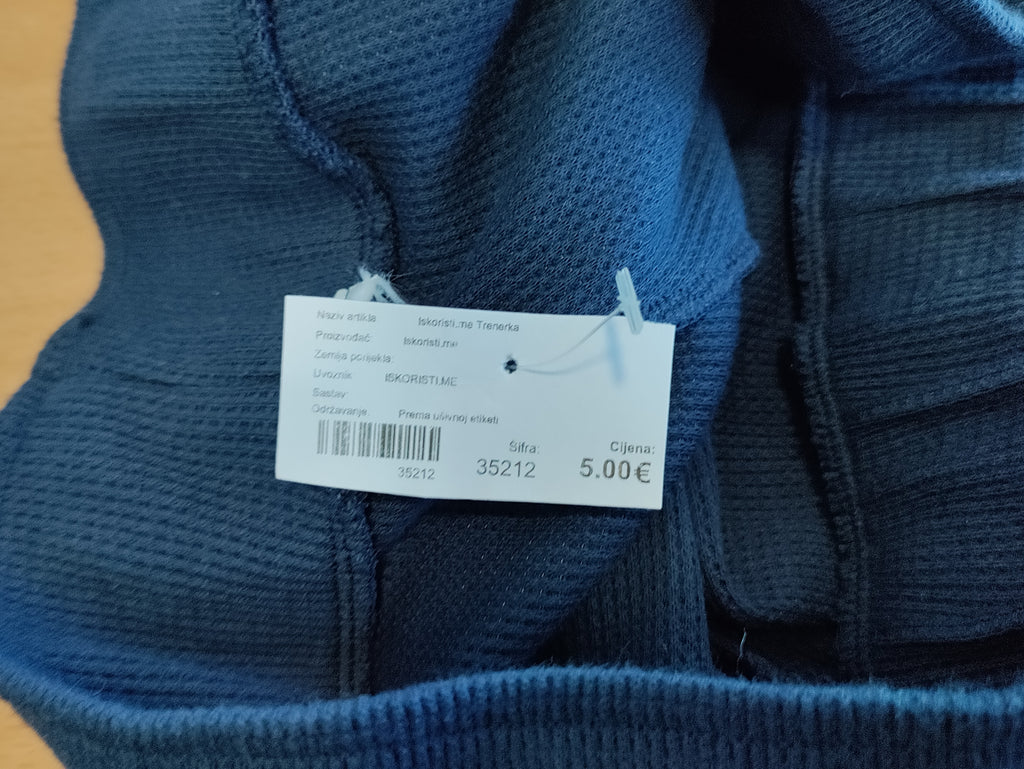 Naziv artikla: Iskoristi.me Trenerka
Proizvođač: Iskoristi.me
Zemlja porijekla:
Uvoznik: ISKORISTI.ME
Sastav:
Održavanje: Prema ušivnoj etiketi
35212
Šifra:
35212
Cijena:
5.00€